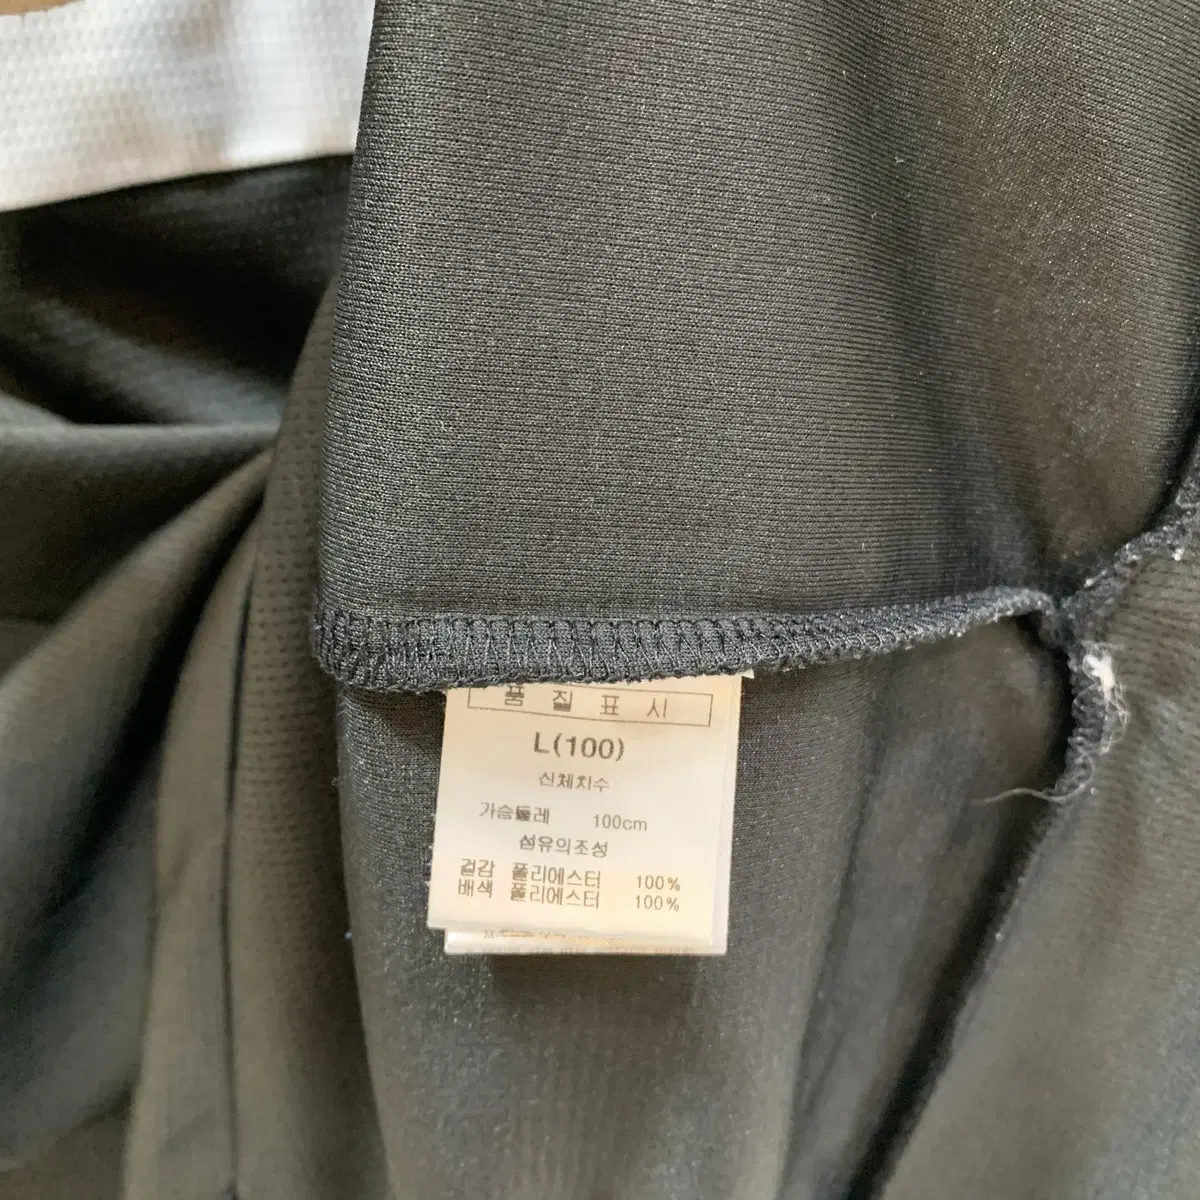 품 질 표 시
L(100)
신체치수
가슴둘레 100cm
섬유의조성
겉감 폴리에스터 100%
배색 폴리에스터 100%